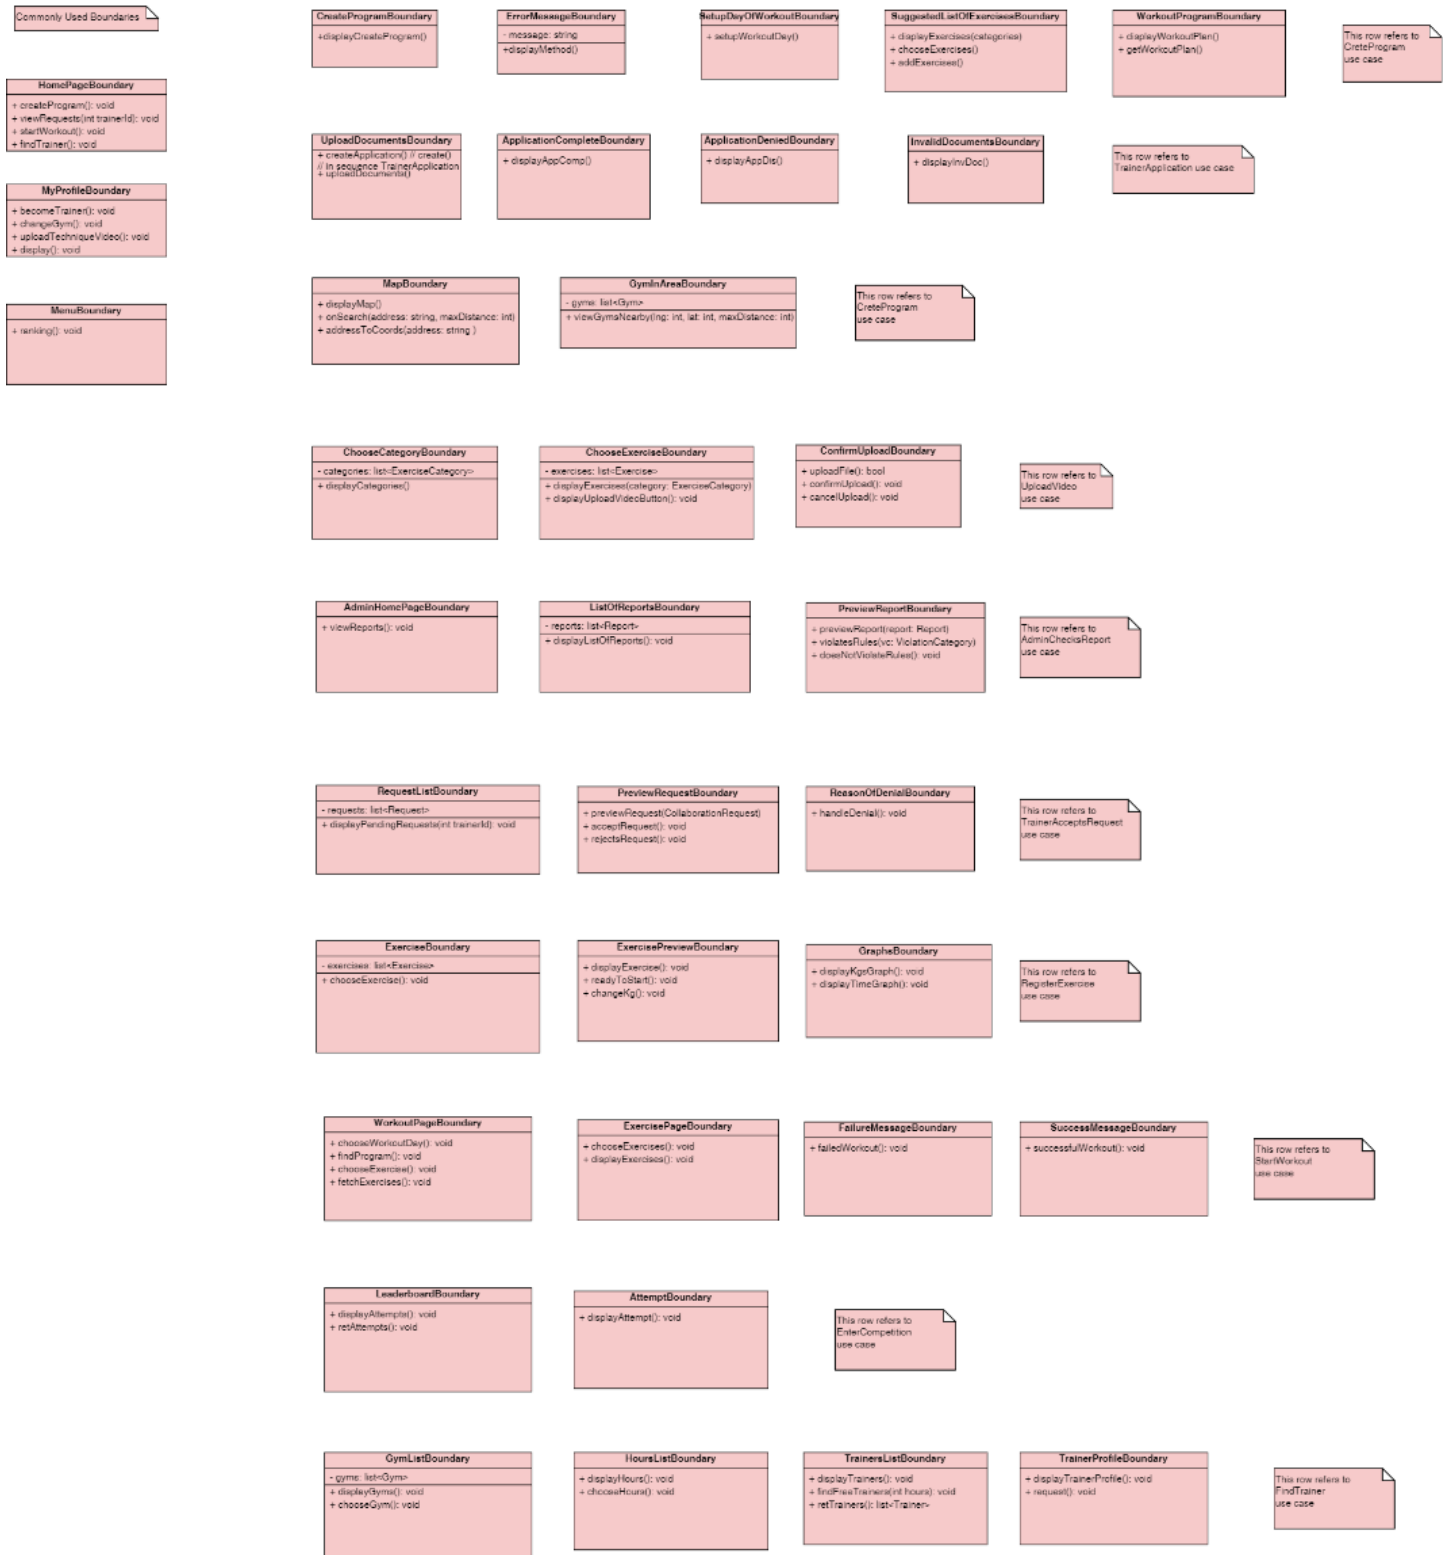 Commonly Used Boundaries
HomePageBoundary
+ createProgram(): void
+ viewRequests(int trainerId): void
+ startWorkout(): void
+ findTrainer(): void
MyProfileBoundary
+ becomeTrainer(): void
+ changeGym(): void
+ uploadTechniqueVideo(): void
+ display(): void
MenuBoundary
+ ranking(): void
CreateProgramBoundary
+displayCreateProgram()
ErrorMessageBoundary
- message: string
+displayMethod()
SetupDayOfWorkoutBoundary
+ setupWorkoutDay()
SuggestedListOfExercisesBoundary
+ displayExercises(categories)
+ chooseExercises()
+ addExercises()
WorkoutProgramBoundary
+ displayWorkoutPlan()
+ getWorkoutPlan()
This row refers to
CreteProgram
use case
UploadDocumentsBoundary
+ createApplication() // create()
// in sequence TrainerApplication
+ uploadDocuments()
ApplicationCompleteBoundary
+ displayAppComp()
ApplicationDeniedBoundary
+ displayAppDis()
InvalidDocumentsBoundary
+ displayInvDoc()
This row refers to
TrainerApplication use case
MapBoundary
+ displayMap()
+ onSearch(address: string, maxDistance: int)
+ addressToCoords(address: string )
GymInAreaBoundary
- gyms: list<Gym>
+ viewGymsNearby(lng: int, lat: int, maxDistance: int)
This row refers to
CreteProgram
use case
ChooseCategoryBoundary
- categories: list<ExerciseCategory>
+ displayCategories()
ChooseExerciseBoundary
- exercises: list<Exercise>
+ displayExercises(category: ExerciseCategory)
+ displayUploadVideoButton(): void
ConfirmUploadBoundary
+ uploadFile(): bool
+ confirmUpload(): void
+ cancelUpload(): void
This row refers to
UploadVideo
use case
AdminHomePageBoundary
+ viewReports(): void
ListOfReportsBoundary
- reports: list<Report>
+ displayListOfReports(): void
PreviewReportBoundary
+ previewReport(report: Report)
+ violatesRules(vc: ViolationCategory)
+ doesNotViolateRules(): void
This row refers to
AdminChecksReport
use case
RequestListBoundary
- requests: list<Request>
+ displayPendingRequests(int trainerId): void
PreviewRequestBoundary
+ previewRequest(CollaborationRequest)
+ acceptRequest(): void
+ rejectsRequest(): void
ReasonOfDenialBoundary
+ handleDenial(): void
This row refers to
TrainerAcceptsRequest
use case
ExerciseBoundary
- exercises: list<Exercise>
+ chooseExercise(): void
ExercisePreviewBoundary
+ displayExercise(): void
+ readyToStart(): void
+ changeKg(): void
GraphsBoundary
+ displayKgsGraph(): void
+ displayTimeGraph(): void
This row refers to
RegisterExercise
use case
WorkoutPageBoundary
+ chooseWorkoutDay(): void
+ findProgram(): void
+ chooseExercise(): void
+ fetchExercises(): void
ExercisePageBoundary
+ chooseExercises(): void
+ displayExercises(): void
FailureMessageBoundary
+ failedWorkout(): void
SuccessMessageBoundary
+ successfulWorkout(): void
This row refers to
StartWorkout
use case
LeaderboardBoundary
+ displayAttempts(): void
+ retAttempts(): void
AttemptBoundary
+ displayAttempt(): void
This row refers to
EnterCompetition
use case
GymListBoundary
- gyms: list<Gym>
+ displayGyms(): void
+ chooseGym(): void
HoursListBoundary
+ displayHours(): void
+ chooseHours(): void
TrainersListBoundary
+ displayTrainers(): void
+ findFreeTrainers(int hours): void
+ retTrainers(): list<Trainer>
TrainerProfileBoundary
+ displayTrainerProfile(): void
+ request(): void
This row refers to
FindTrainer
use case